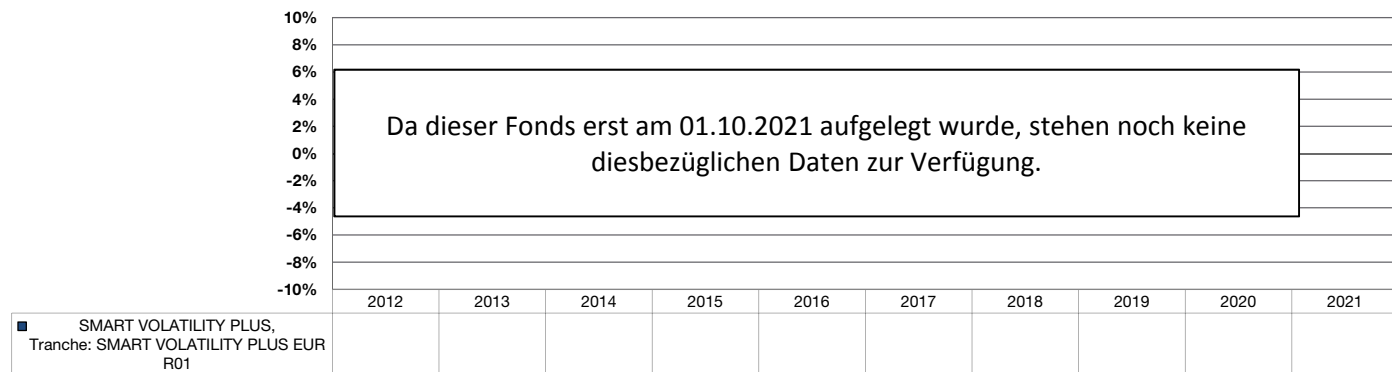 10%
8%
6%
4%
2%
0%
-2%
-4%
-6%
-8%
-10%
Da dieser Fonds erst am 01.10.2021 aufgelegt wurde, stehen noch keine
diesbezüglichen Daten zur Verfügung.
2012 2013 2014 2015 2016 2017 2018 2019 2020 2021
SMART VOLATILITY PLUS,
Tranche: SMART VOLATILITY PLUS EUR
R01